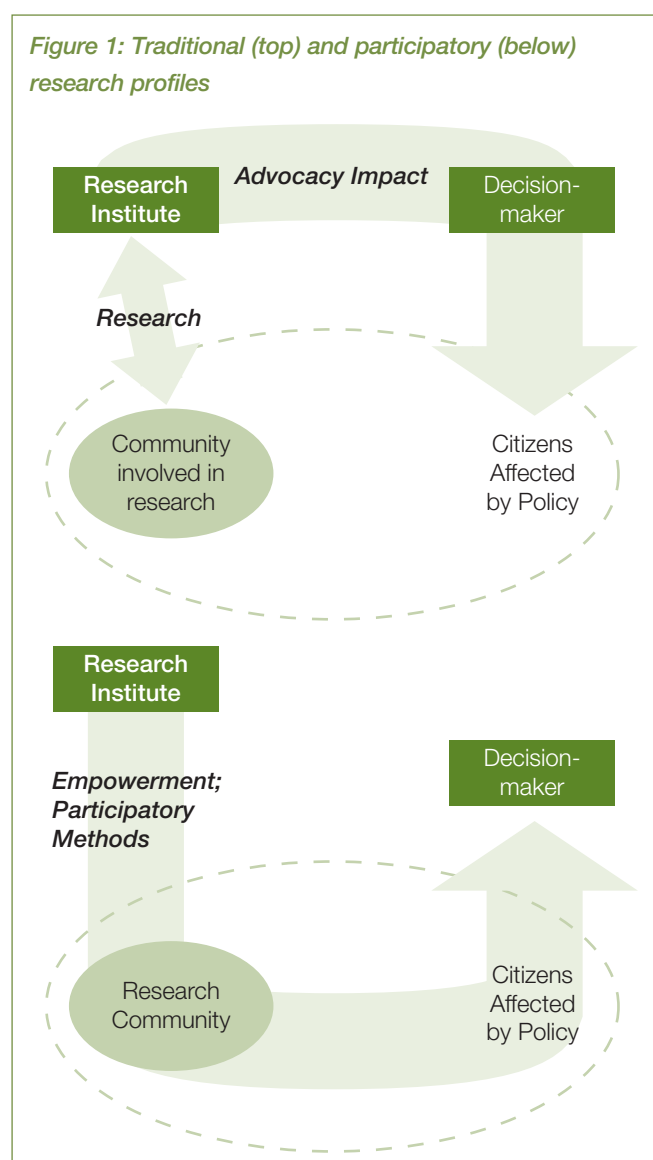 Figure 1: Traditional (top) and participatory (below)
research profiles
Research
Institute
Advocacy Impact
Decision-
maker
Research
Community
involved in
research
Citizens
Affected
by Policy
Research
Institute
Decision-
maker
Empowerment;
Participatory
Methods
Research
Community
Citizens
Affected
by Policy